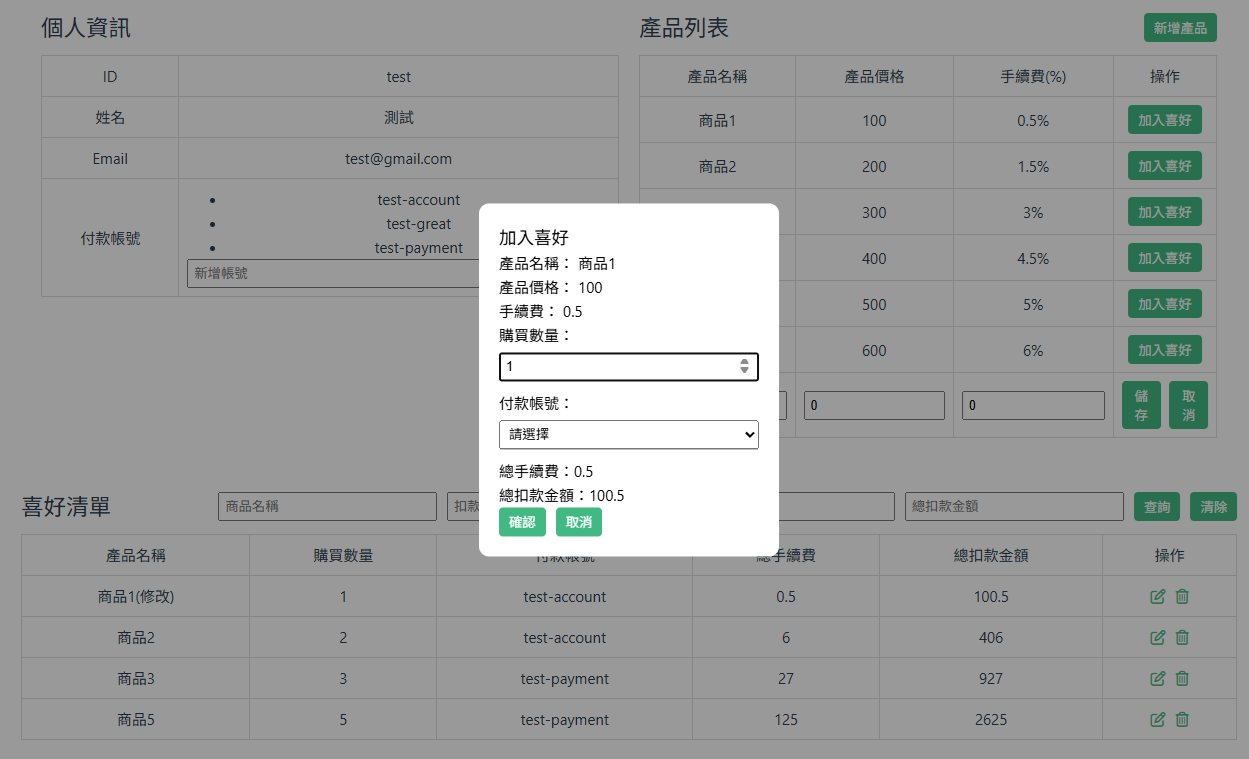 個人資訊
ID test
姓名 測試
Email test@gmail.com
付款帳號
test-account
test-great
test-payment
新增帳號
產品列表 新增產品
產品名稱 產品價格 手續費(%) 操作
商品1 100 0.5% 加入喜好
商品2 200 1.5% 加入喜好
300 3% 加入喜好
400 4.5% 加入喜好
500 5% 加入喜好
600 6% 加入喜好
0 0 儲存 取消
加入喜好
產品名稱： 商品1
產品價格： 100
手續費： 0.5
購買數量：
1
付款帳號：
請選擇
總手續費：0.5
總扣款金額：100.5
確認 取消
喜好清單 商品名稱 扣款 總扣款金額 查詢 清除
產品名稱 購買數量 付款帳號 總手續費 總扣款金額 操作
商品1(修改) 1 test-account 0.5 100.5
商品2 2 test-account 6 406
商品3 3 test-payment 27 927
商品5 5 test-payment 125 2625